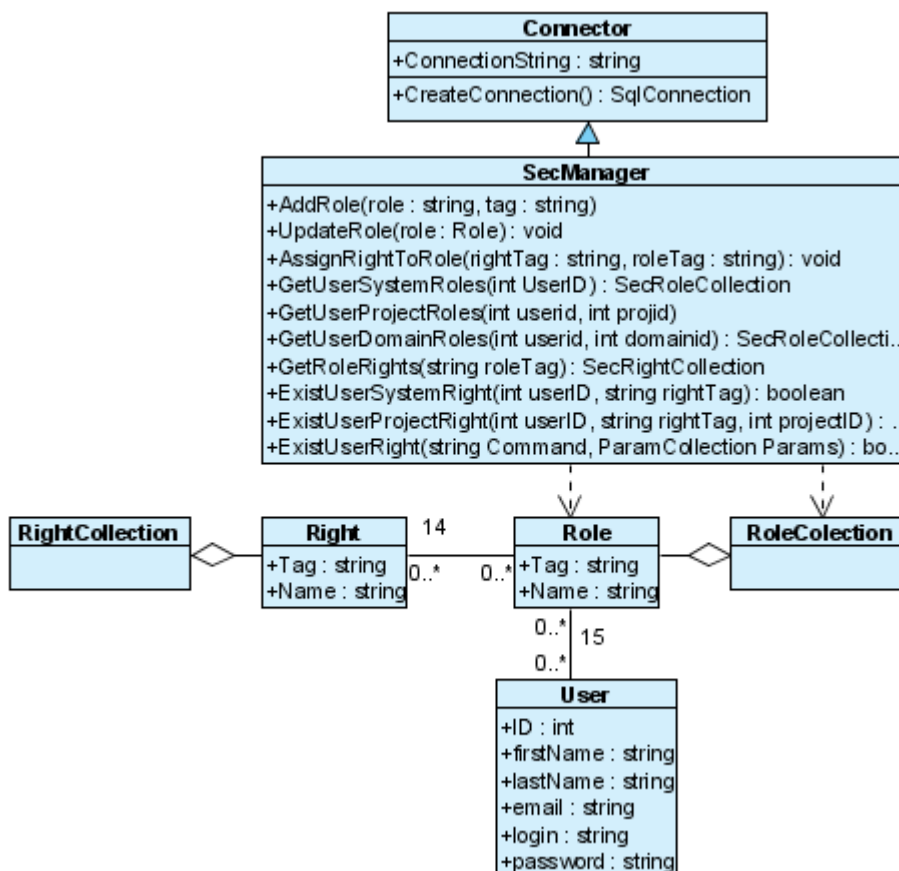 Connector
+ConnectionString : string
+CreateConnection() : SqlConnection
SecManager
+AddRole(role : string, tag : string)
+UpdateRole(role : Role) : void
+AssignRightToRole(rightTag : string, roleTag : string) : void
+GetUserSystemRoles(int UserID) : SecRoleCollection
+GetUserProjectRoles(int userid, int projid)
+GetUserDomainRoles(int userid, int domainid) : SecRoleCollecti..
+GetRoleRights(string roleTag) : SecRightCollection
+ExistUserSystemRight(int userID, string rightTag) : boolean
+ExistUserProjectRight(int userID, string rightTag, int projectID) : ..
+ExistUserRight(string Command, ParamCollection Params) : bo...
RightCollection
Right
+Tag : string
+Name : string
14
0..*
0..*
Role
+Tag : string
+Name : string
RoleColection
0..*
15
0..*
User
+ID : int
+firstName : string
+lastName : string
+email : string
+login : string
+password : string